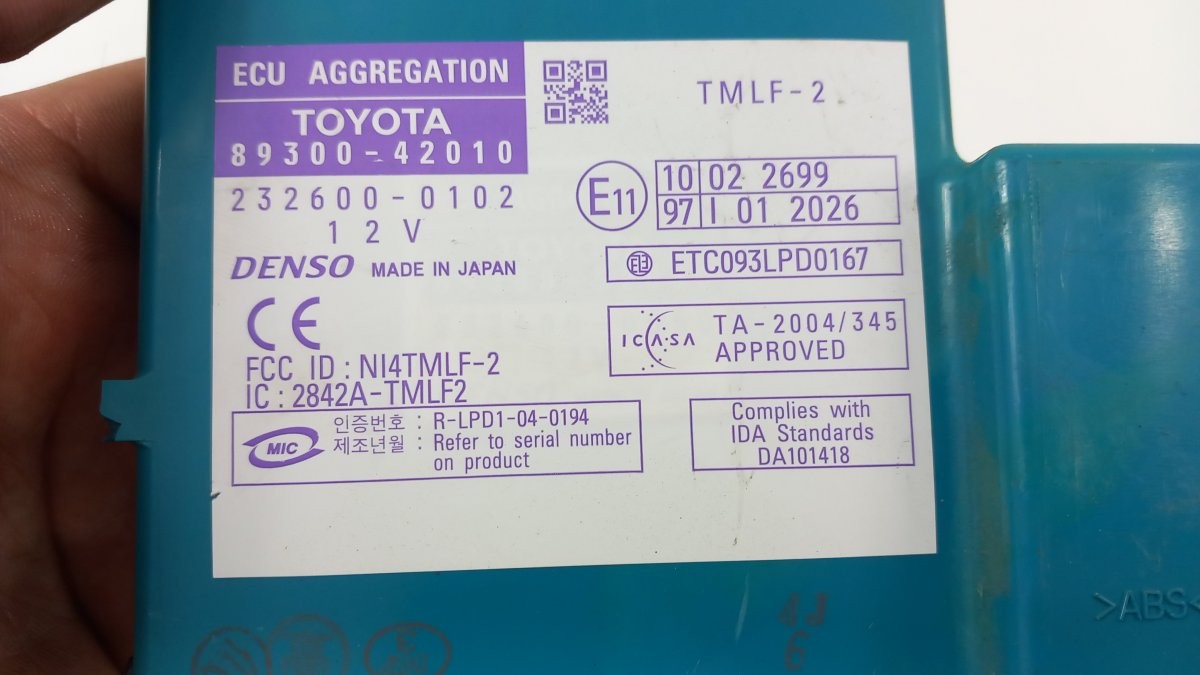 ECU AGGREGATION
TOYOTA
89300-42010
232600-0102
12V
DENSO MADE IN JAPAN
CE
FCC ID : NI4TMLF-2
IC : 2842A-TMLF2
MIC
인증번호 : R-LPD1-04-0194
제조년월 : Refer to serial number
on product
TMLF-2
E11
10 02 2699
97 I 01 2026
ETC093LPD0167
ICASA
TA-2004/345
APPROVED
Complies with
IDA Standards
DA101418
4J
6
>ABS<